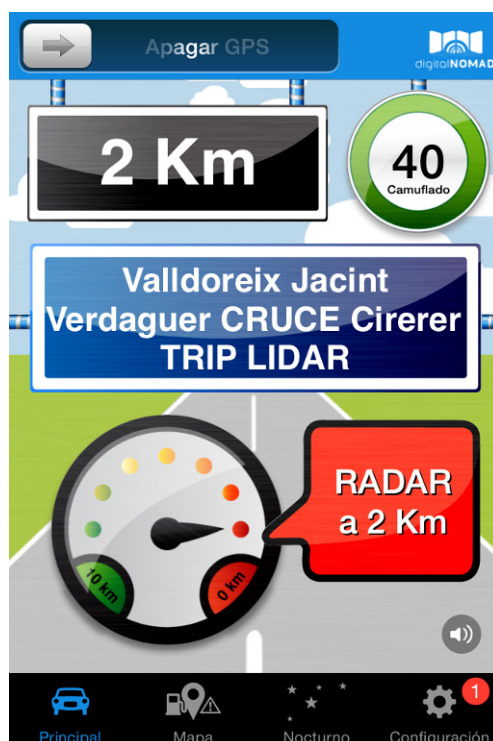 Apagar GPS
digitalNOMAD
2 Km
40
Camuflado
Valldoreix Jacint
Verdaguer CRUCE Cirerer
TRIP LIDAR
RADAR
a 2 Km
10 km
0 km
1
Principal
Mapa
Nocturno
Configuración